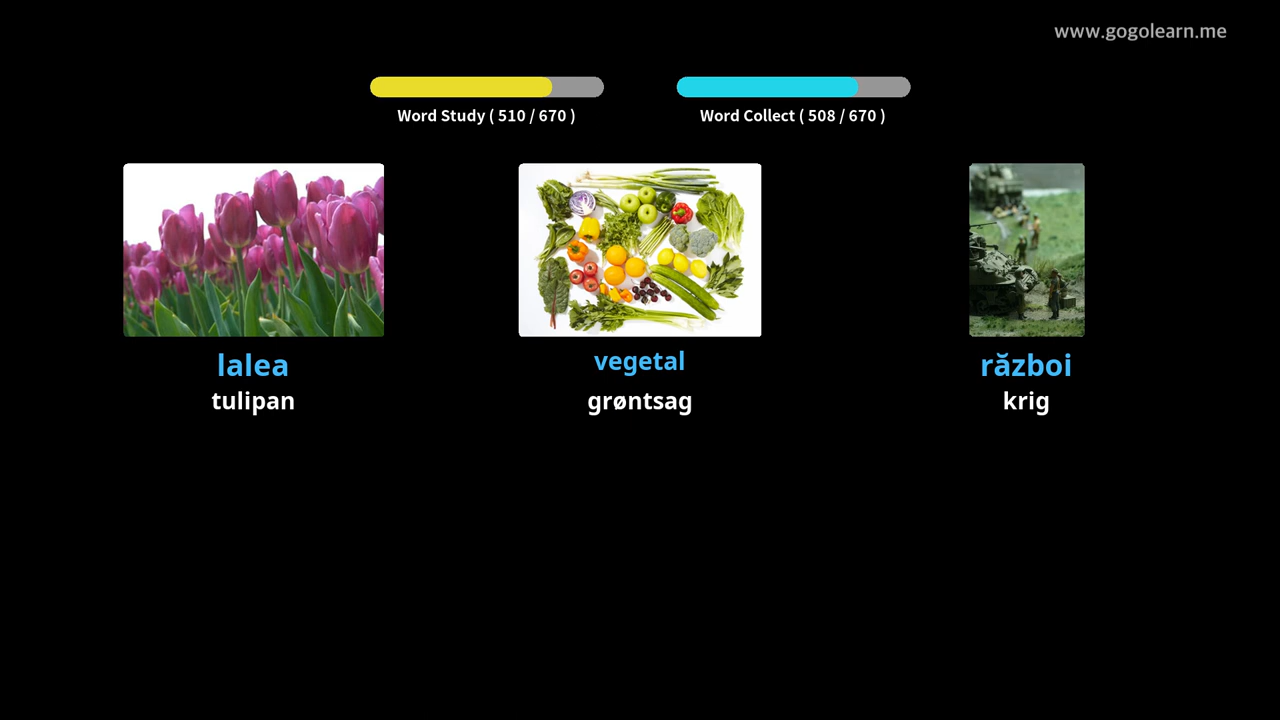 www.gogolearn.me
Word Study ( 510 / 670 )
Word Collect ( 508 / 670 )
lalea
tulipan
vegetal
grøntsag
război
krig